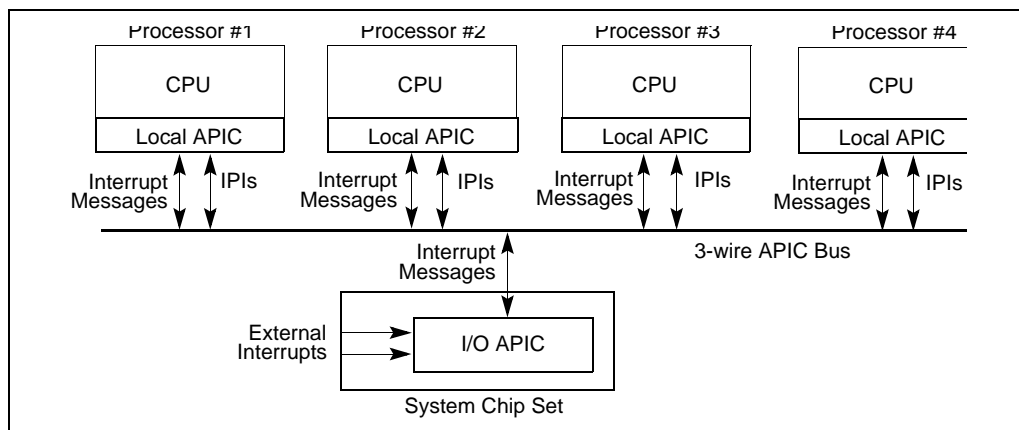 Processor #1
Processor #2
Processor #3
Processor #4
CPU
CPU
CPU
CPU
Local APIC
Local APIC
Local APIC
Local APIC
Interrupt
Messages
IPIs
Interrupt
Messages
IPIs
Interrupt
Messages
IPIs
Interrupt
Messages
IPIs
Interrupt
Messages
3-wire APIC Bus
External
Interrupts
I/O APIC
System Chip Set